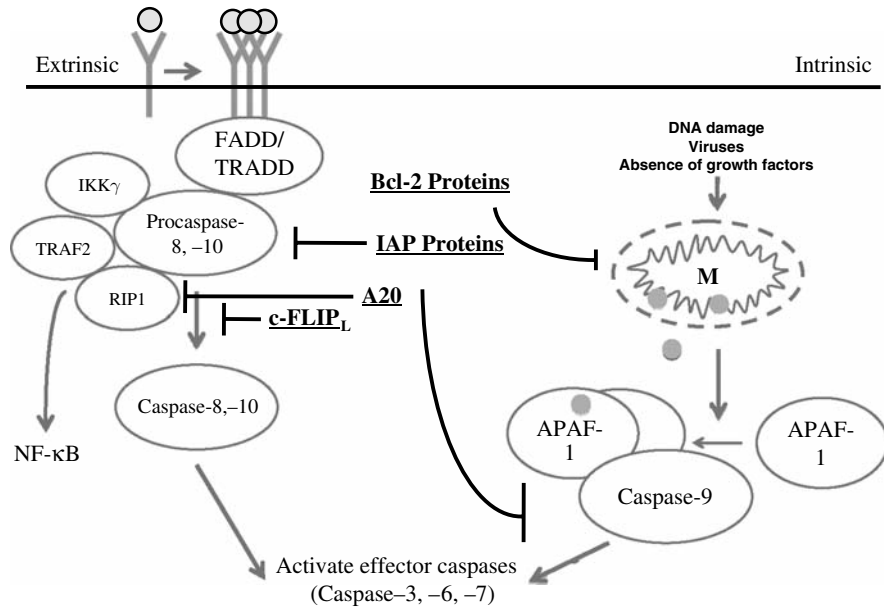 Extrinsic
Intrinsic
FADD/
TRADD
DNA damage
Viruses
Absence of growth factors
IKKγ
Bcl-2 Proteins
Procaspase-
8, –10
TRAF2
IAP Proteins
M
RIP1
A20
c-FLIPL
Caspase-8,–10
APAF-
1
APAF-
1
NF-κB
Caspase-9
Activate effector caspases
(Caspase–3, –6, –7)